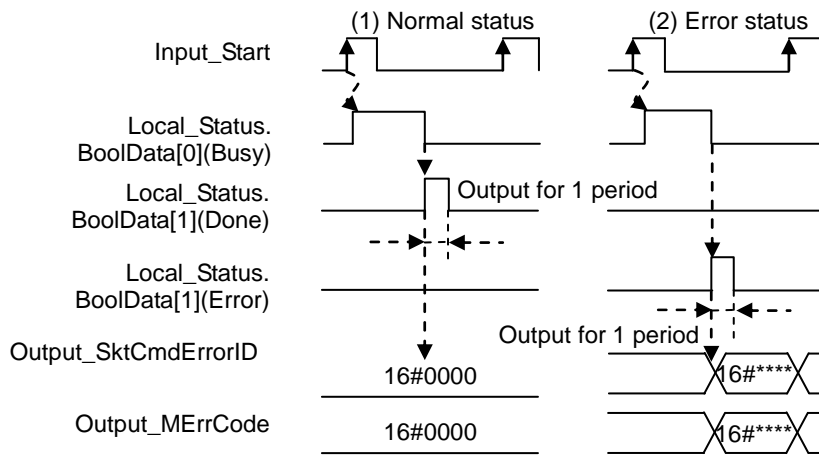 (1) Normal status
(2) Error status
Input_Start
Local_Status.
BoolData[0](Busy)
Local_Status.
BoolData[1](Done)
Output for 1 period
Local_Status.
BoolData[1](Error)
Output for 1 period
Output_SktCmdErrorID
16#0000
16#****
Output_MErrCode
16#0000
16#****